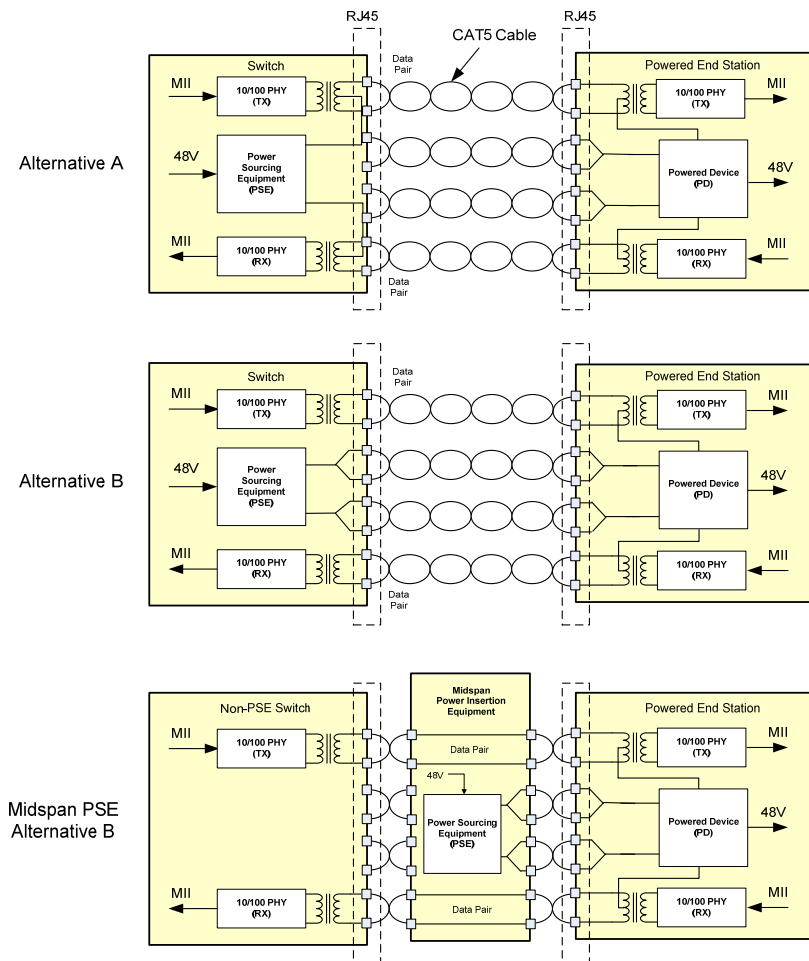 RJ45
RJ45
CAT5 Cable
Alternative A
Switch
Data
Pair
Powered End Station
MII
10/100 PHY
(TX)
10/100 PHY
(TX)
MII
48V
Power
Sourcing
Equipment
(PSE)
Powered Device
(PD)
48V
MII
10/100 PHY
(RX)
10/100 PHY
(RX)
MII
Data
Pair
Alternative B
Switch
Data
Pair
Powered End Station
MII
10/100 PHY
(TX)
10/100 PHY
(TX)
MII
48V
Power
Sourcing
Equipment
(PSE)
Powered Device
(PD)
48V
MII
10/100 PHY
(RX)
10/100 PHY
(RX)
MII
Data
Pair
Midspan PSE
Alternative B
Non-PSE Switch
Midspan
Power Insertion
Equipment
Powered End Station
MII
10/100 PHY
(TX)
Data Pair
10/100 PHY
(TX)
MII
48V
Power Sourcing
Equipment
(PSE)
Powered Device
(PD)
48V
MII
10/100 PHY
(RX)
Data Pair
10/100 PHY
(RX)
MII